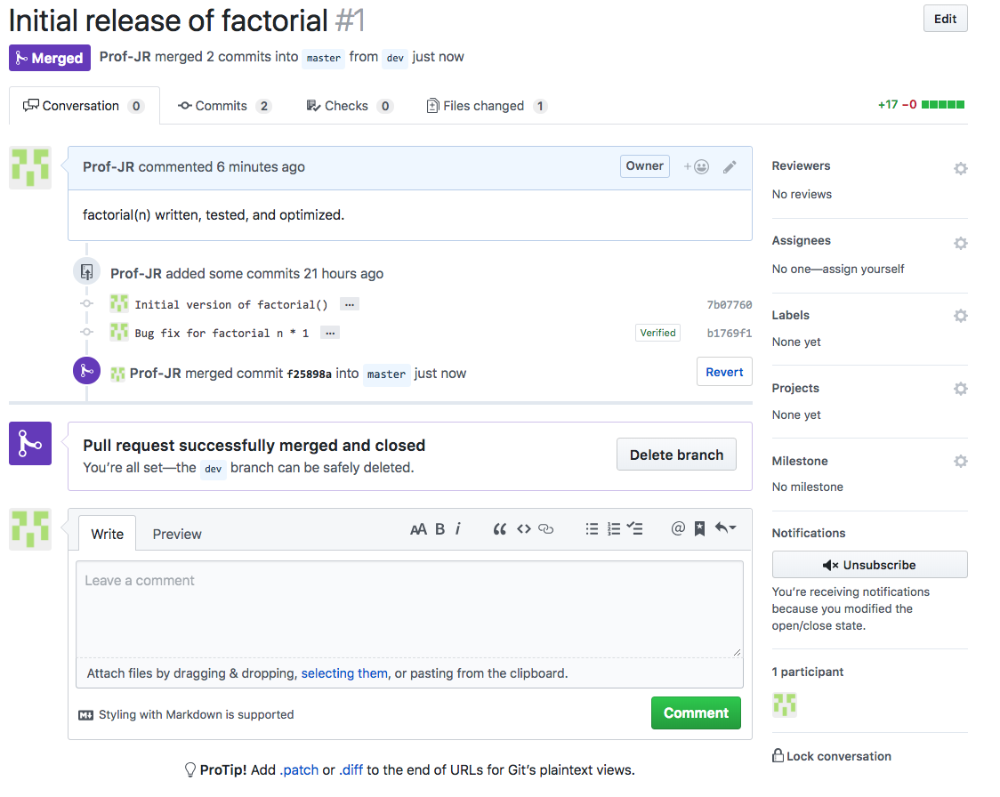 Initial release of factorial #1
Edit
Merged Prof-JR merged 2 commits into master from dev just now
Conversation 0 Commits 2 Checks 0 Files changed 1 +17 −0
Prof-JR commented 6 minutes ago Owner +
factorial(n) written, tested, and optimized.
Prof-JR added some commits 21 hours ago
Initial version of factorial() … 7b07760
Bug fix for factorial n * 1 … Verified b1769f1
Prof-JR merged commit f25898a into master just now Revert
Pull request successfully merged and closed
You're all set—the dev branch can be safely deleted.
Delete branch
Write Preview AA B i “ <> @
Leave a comment
Attach files by dragging & dropping, selecting them, or pasting from the clipboard.
Styling with Markdown is supported
Comment
ProTip! Add .patch or .diff to the end of URLs for Git's plaintext views.
Reviewers
No reviews
Assignees
No one—assign yourself
Labels
None yet
Projects
None yet
Milestone
No milestone
Notifications
Unsubscribe
You're receiving notifications
because you modified the
open/close state.
1 participant
Lock conversation